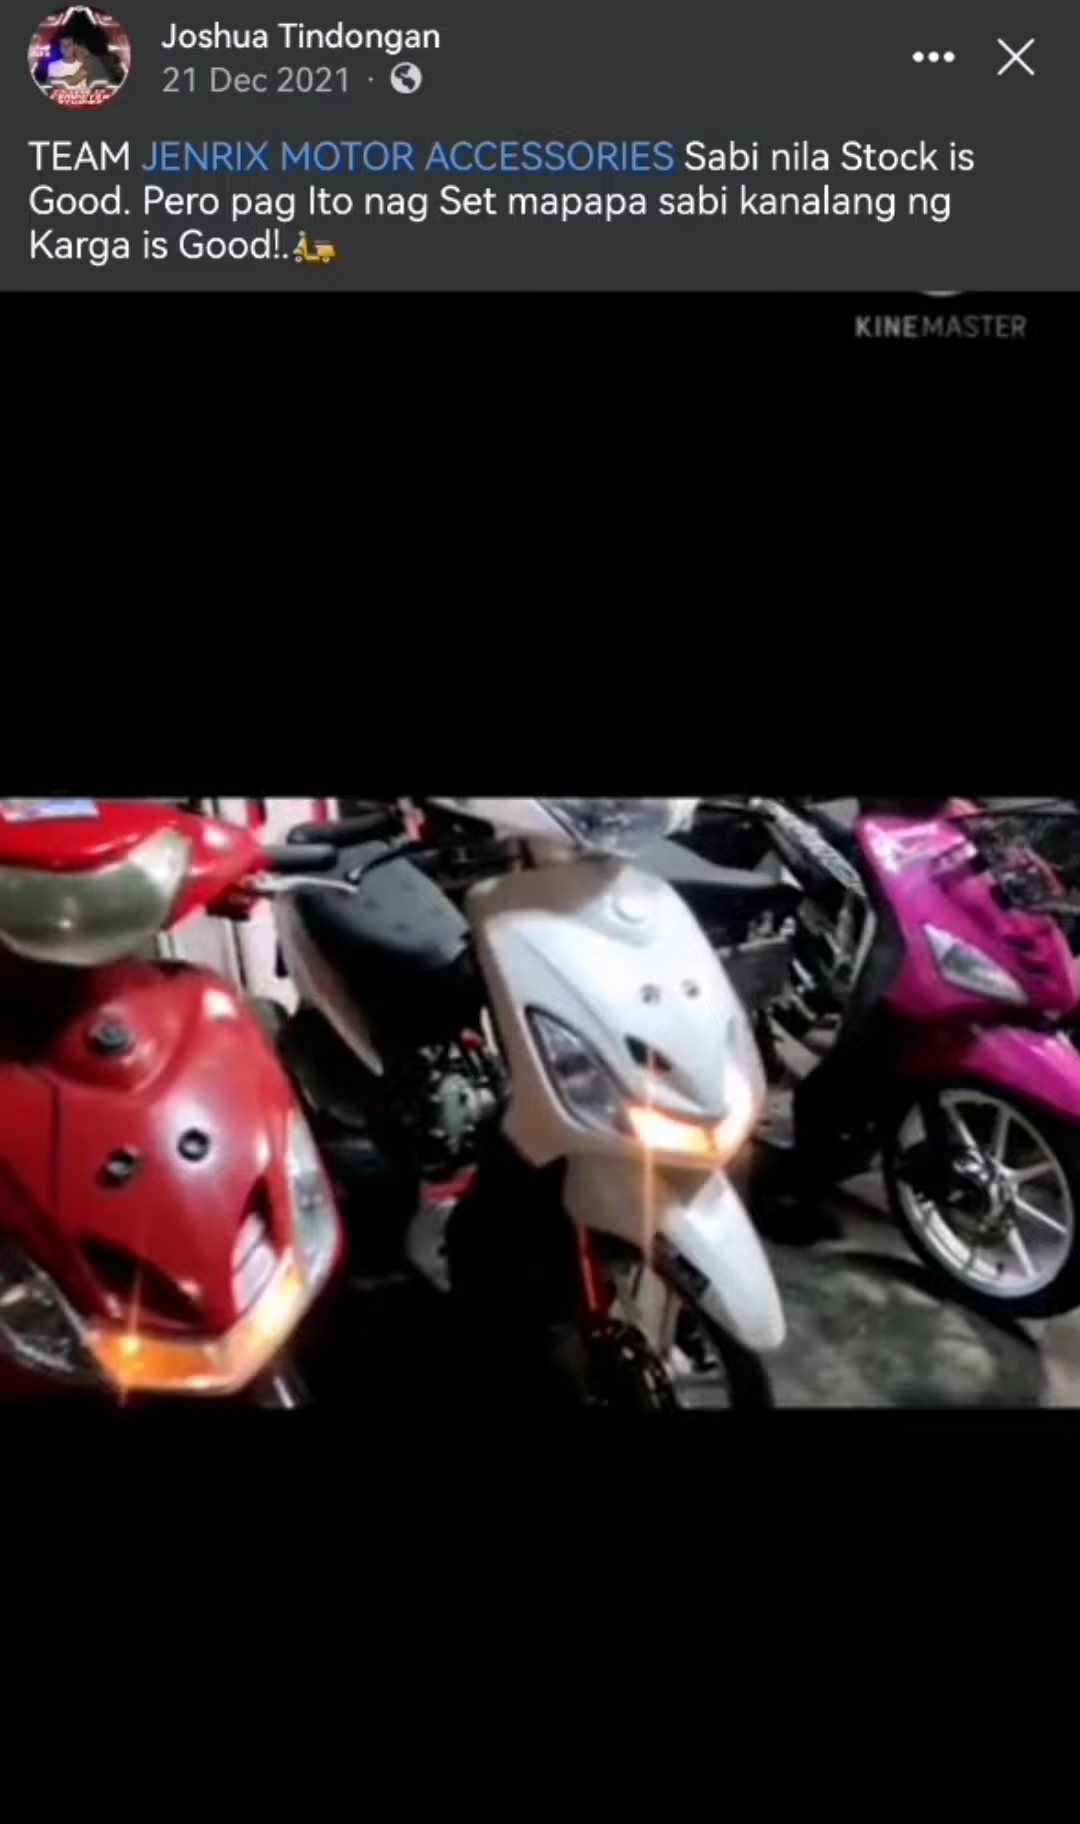 Joshua Tindongan
21 Dec 2021 ·
TEAM JENRIX MOTOR ACCESSORIES Sabi nila Stock is
Good. Pero pag Ito nag Set mapapa sabi kanalang ng
Karga is Good!.🛵
KINEMASTER